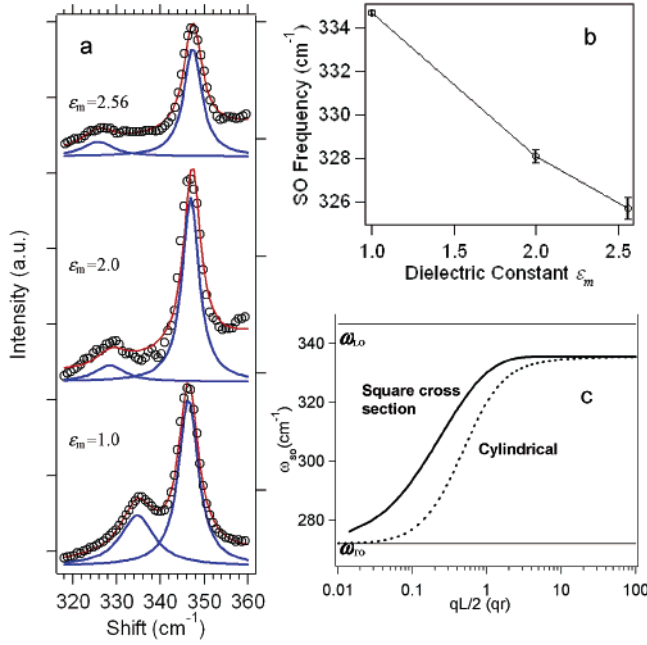 a
εm=2.56
εm=2.0
εm=1.0
Intensity (a.u.)
320 330 340 350 360
Shift (cm-1)
b
334
332
330
328
326
SO Frequency (cm-1)
1.0 1.5 2.0 2.5
Dielectric Constant εm
ωLO
340
320
300
280
ωso(cm-1)
C
Square cross
section
Cylindrical
ωTO
0.01 0.1 1 10 100
qL/2 (qr)